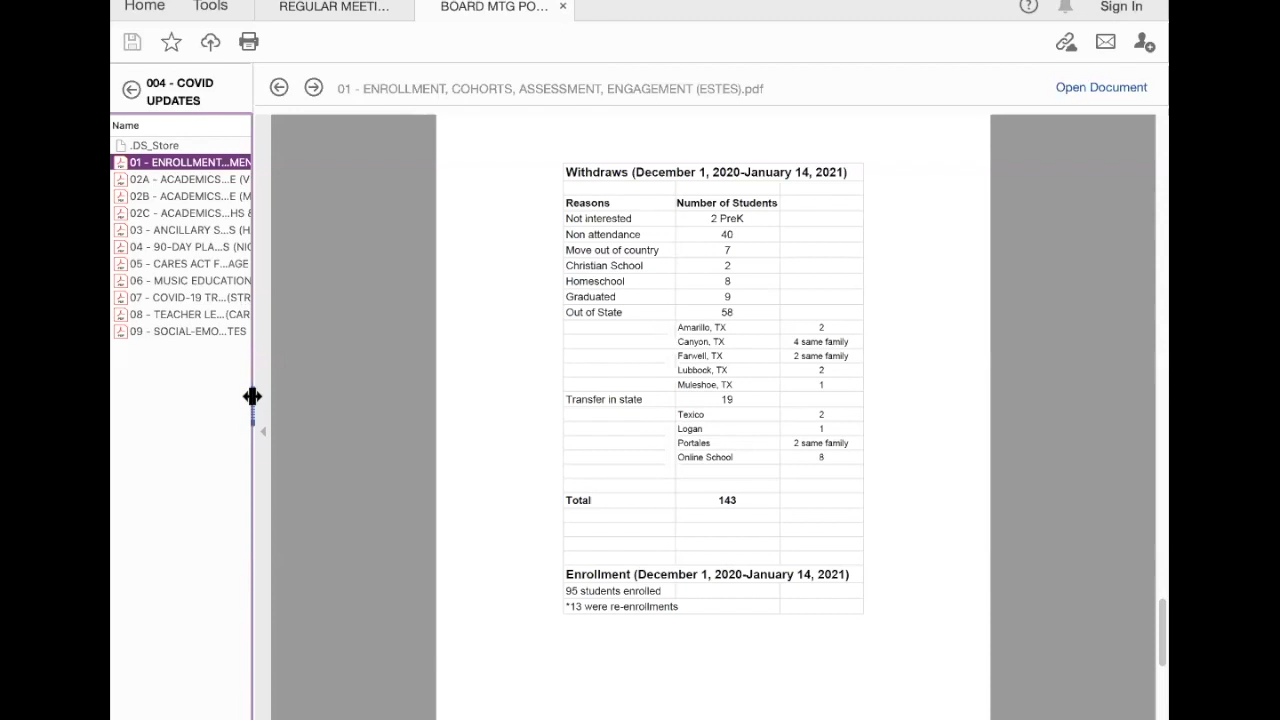 Home Tools REGULAR MEETI... BOARD MTG PO... × ? Sign In
004 - COVID UPDATES
01 - ENROLLMENT, COHORTS, ASSESSMENT, ENGAGEMENT (ESTES).pdf Open Document
Name
.DS_Store
01 - ENROLLMENT...MEN
02A - ACADEMICS...E (V
02B - ACADEMICS...E (M
02C - ACADEMICS...HS &
03 - ANCILLARY S...S (H
04 - 90-DAY PLA...S (NIC
05 - CARES ACT F...AGE
06 - MUSIC EDUCATION
07 - COVID-19 TR...(STR
08 - TEACHER LE...(CAR
09 - SOCIAL-EMO...TES
Withdraws (December 1, 2020-January 14, 2021)
Reasons Number of Students
Not interested 2 PreK
Non attendance 40
Move out of country 7
Christian School 2
Homeschool 8
Graduated 9
Out of State 58
Amarillo, TX 2
Canyon, TX 4 same family
Farwell, TX 2 same family
Lubbock, TX 2
Muleshoe, TX 1
Transfer in state 19
Texico 2
Logan 1
Portales 2 same family
Online School 8
Total 143
Enrollment (December 1, 2020-January 14, 2021)
95 students enrolled
*13 were re-enrollments